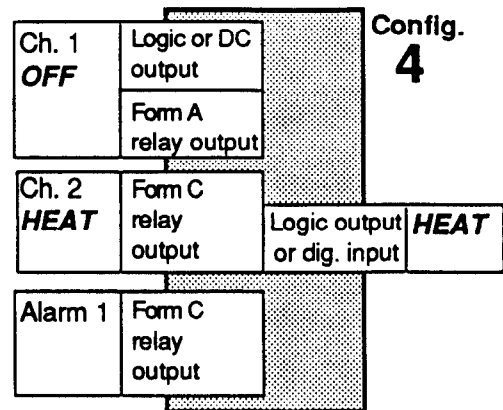 Config.
4
Ch. 1
OFF
Logic or DC
output
Form A
relay output
Ch. 2
HEAT
Form C
relay
output
Logic output
or dig. input
HEAT
Alarm 1
Form C
relay
output